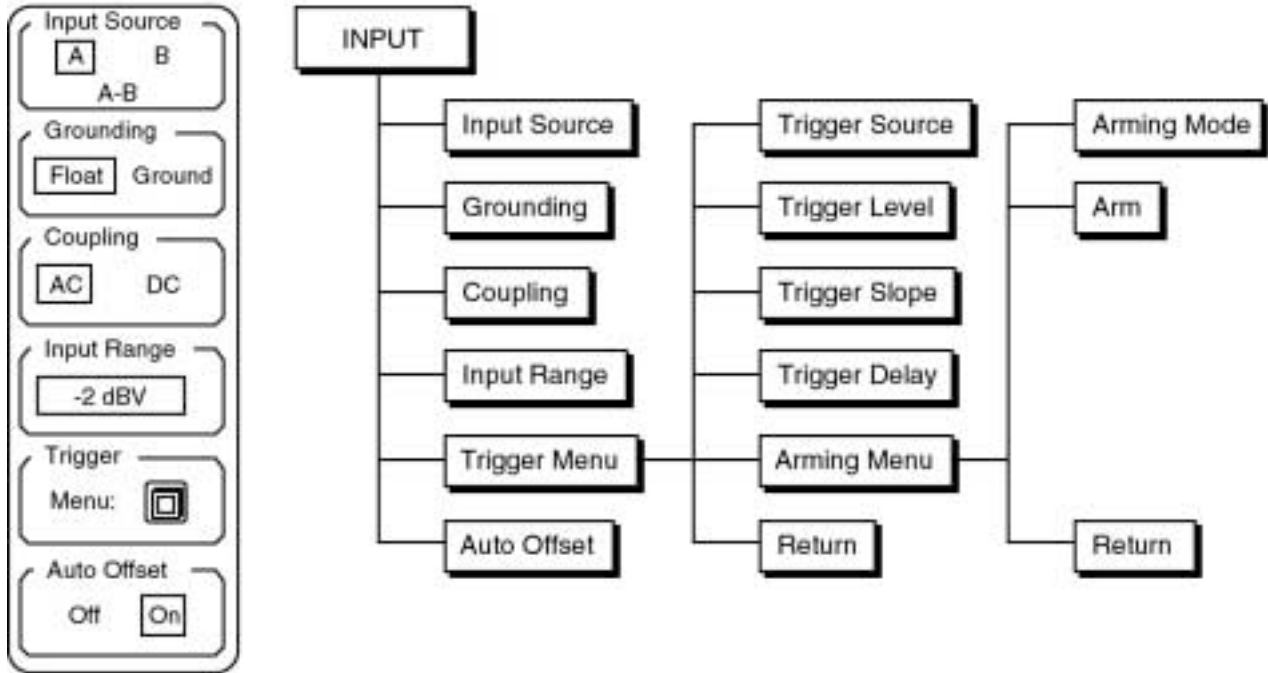 Input Source
A B
A-B
Grounding
Float Ground
Coupling
AC DC
Input Range
-2 dBV
Trigger
Menu:
Auto Offset
Off On
INPUT
Input Source
Grounding
Coupling
Input Range
Trigger Menu
Auto Offset
Trigger Source
Trigger Level
Trigger Slope
Trigger Delay
Arming Menu
Return
Arming Mode
Arm
Return